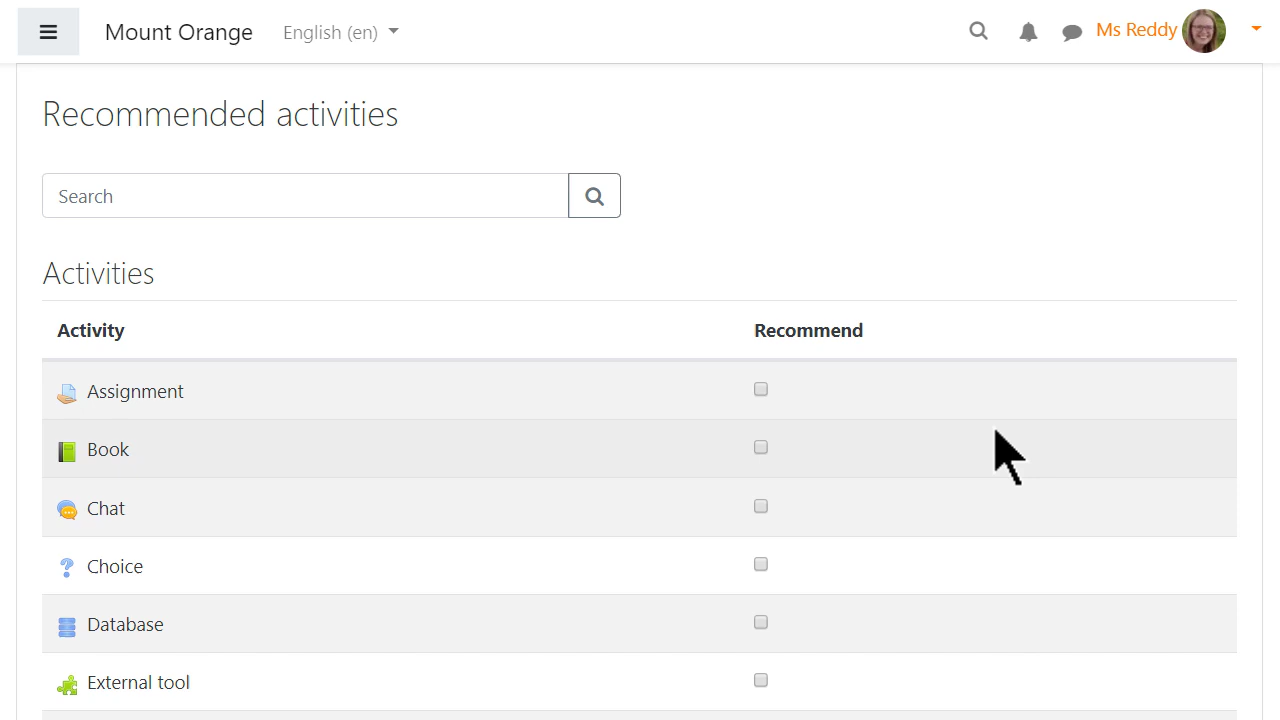 Mount Orange English (en) Ms Reddy
Recommended activities
Search
Activities
Activity Recommend
Assignment
Book
Chat
Choice
Database
External tool